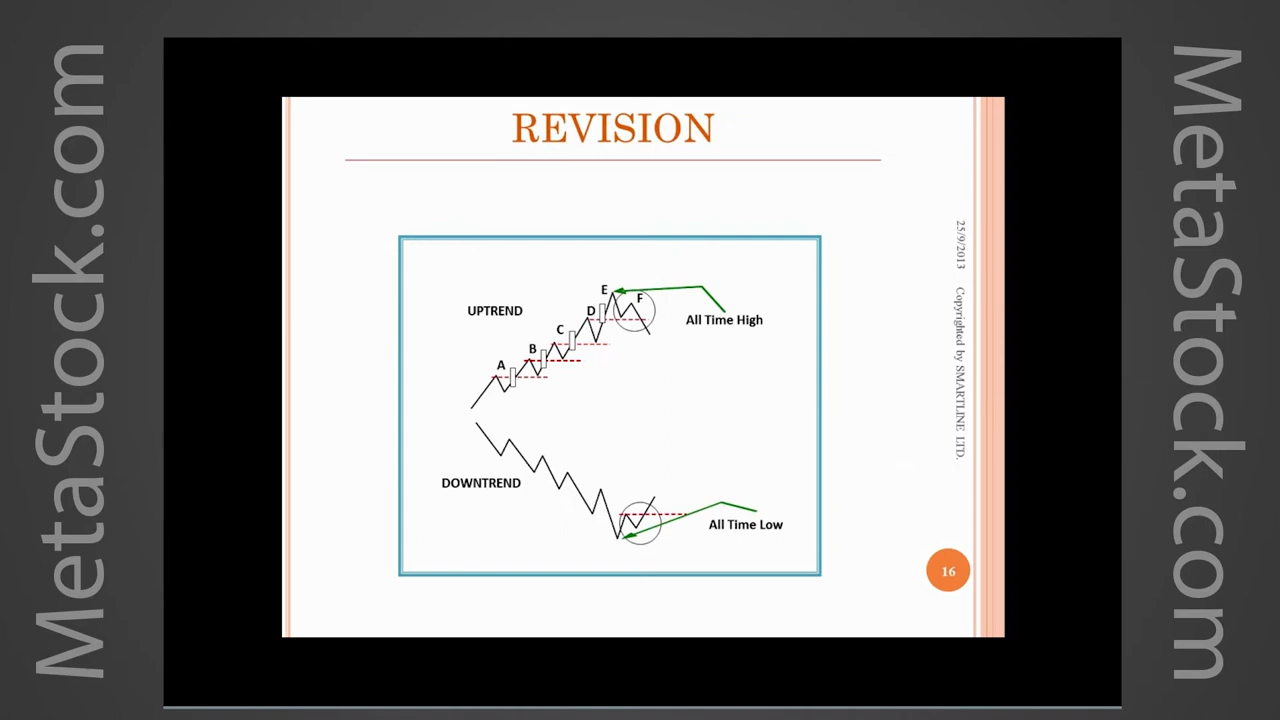 MetaStock.com
REVISION
25/9/2013 Copyrighted by SMARTLINE LTD.
UPTREND
A
B
C
D
E
F
All Time High
DOWNTREND
All Time Low
16
MetaStock.com